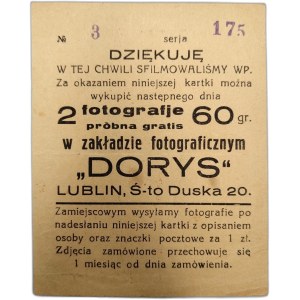 № 3 serja 175
DZIĘKUJĘ
W TEJ CHWILI SFILMOWALIŚMY WP.
Za okazaniem niniejszej kartki można
wykupić następnego dnia
2 fotografje 60 gr.
próbna gratis
w zakładzie fotograficznym
„DORYS"
LUBLIN, Ś-to Duska 20.
Zamiejscowym wysyłamy fotografie po
nadesłaniu niniejszej kartki z opisaniem
osoby oraz znaczki pocztowe za 1 zł.
Zdjęcia zamówione przechowuje się
1 miesiąc od dnia zamówienia.